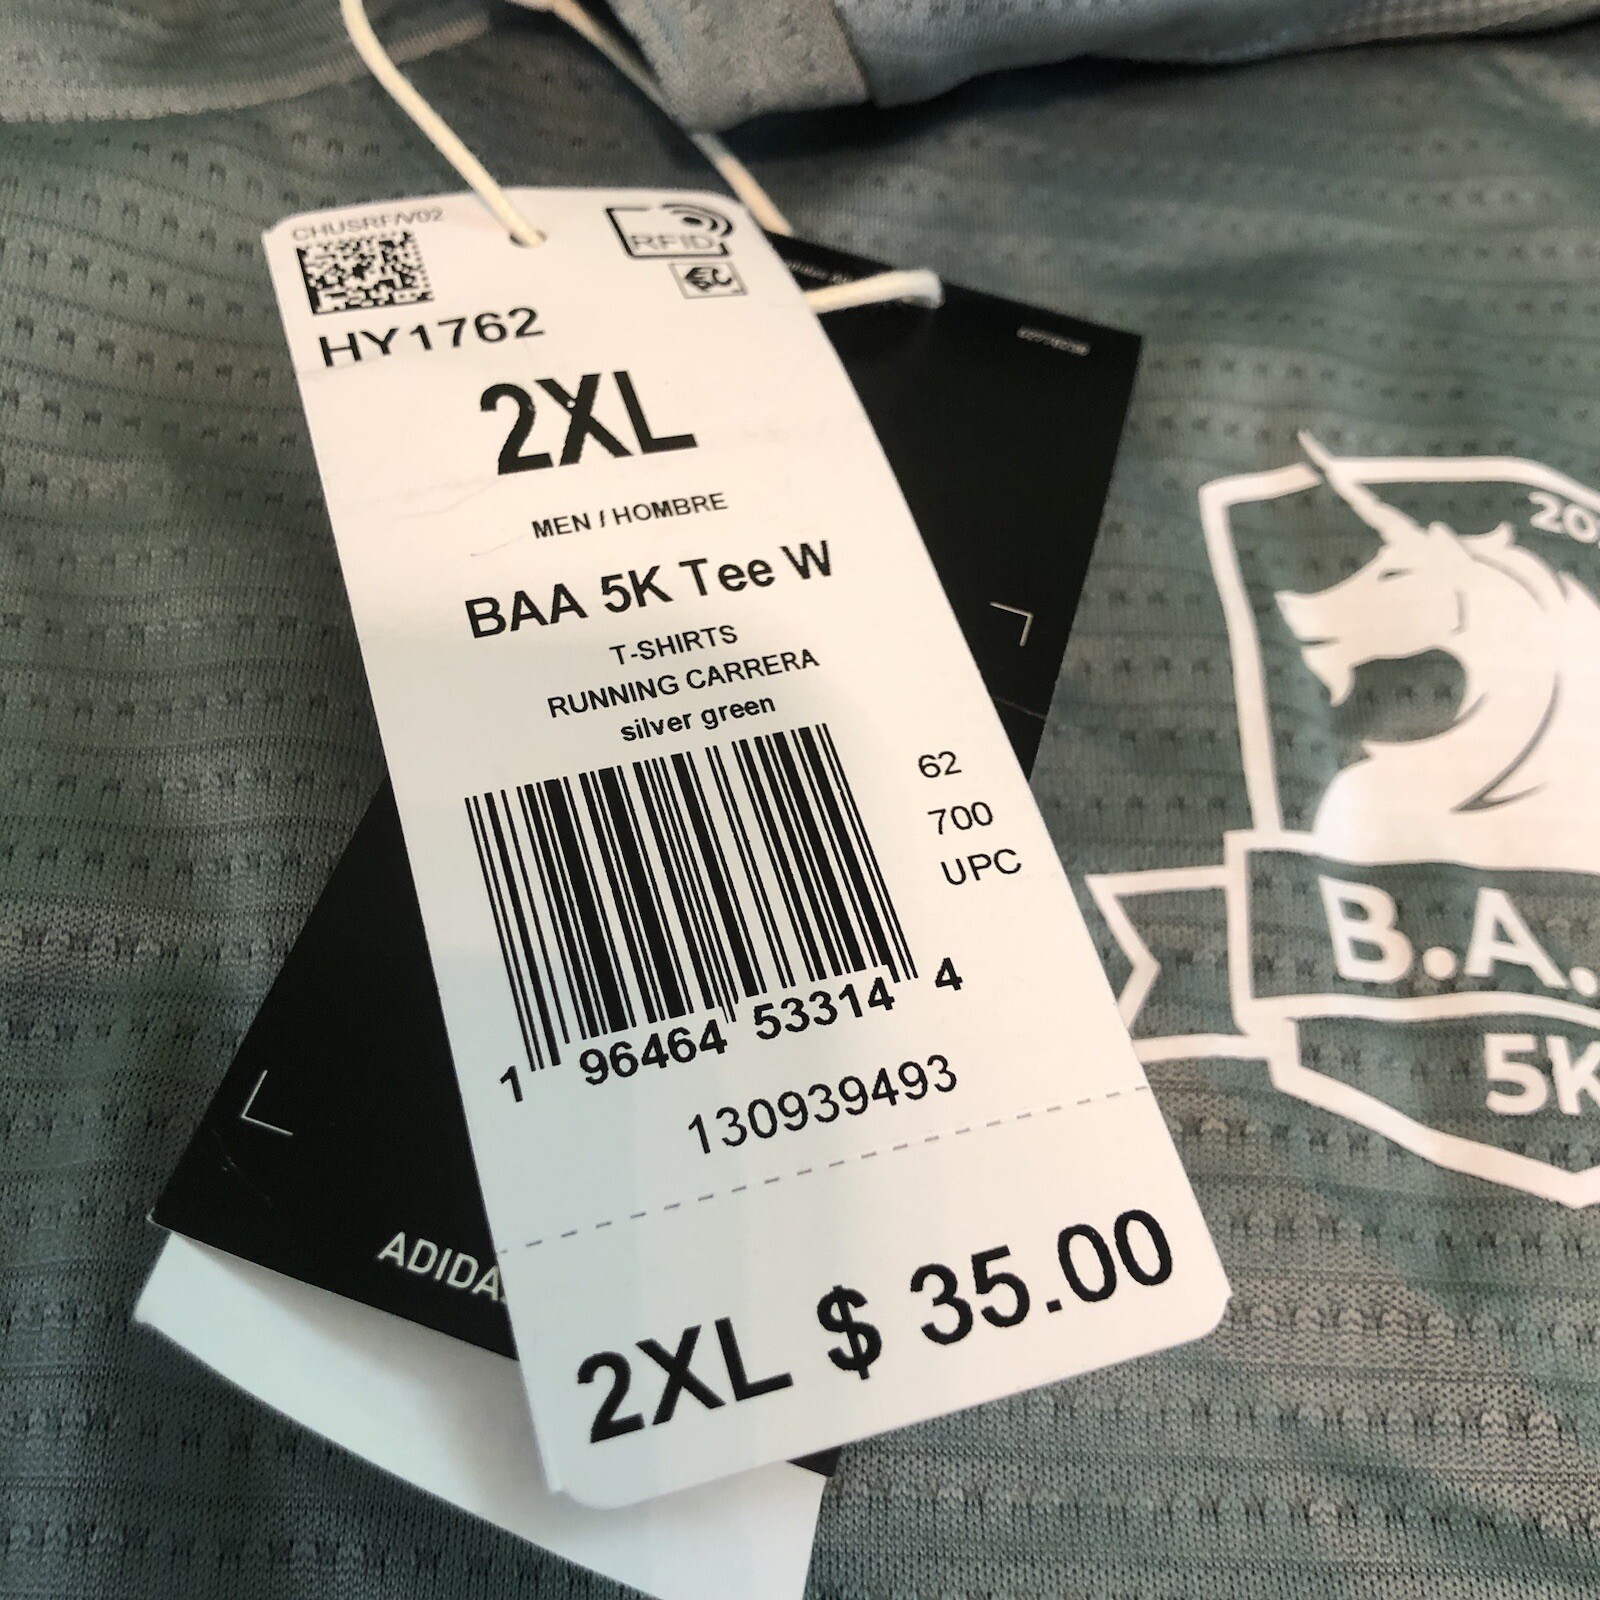 CHUSRF/V02
RFID
HY1762
2XL
MEN / HOMBRE
BAA 5K Tee W
T-SHIRTS
RUNNING CARRERA
silver green
62
700
UPC
1 96464 53314 4
130939493
2XL $ 35.00
ADIDA
20
B.A.
5K